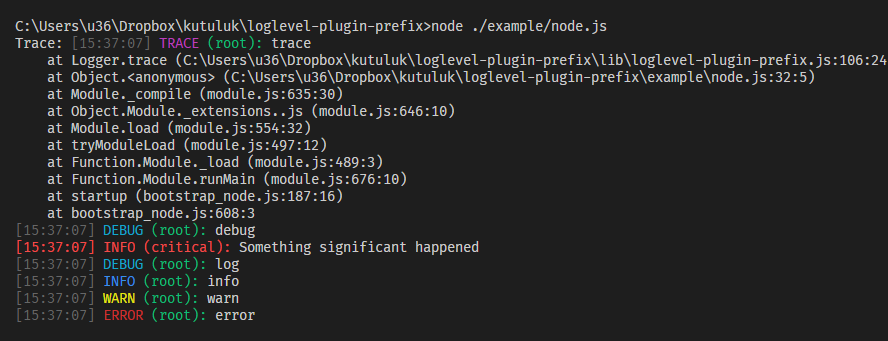 C:\Users\u36\Dropbox\kutuluk\loglevel-plugin-prefix>node ./example/node.js
Trace: [15:37:07] TRACE (root): trace
    at Logger.trace (C:\Users\u36\Dropbox\kutuluk\loglevel-plugin-prefix\lib\loglevel-plugin-prefix.js:106:24
    at Object.<anonymous> (C:\Users\u36\Dropbox\kutuluk\loglevel-plugin-prefix\example\node.js:32:5)
    at Module._compile (module.js:635:30)
    at Object.Module._extensions..js (module.js:646:10)
    at Module.load (module.js:554:32)
    at tryModuleLoad (module.js:497:12)
    at Function.Module._load (module.js:489:3)
    at Function.Module.runMain (module.js:676:10)
    at startup (bootstrap_node.js:187:16)
    at bootstrap_node.js:608:3
[15:37:07] DEBUG (root): debug
[15:37:07] INFO (critical): Something significant happened
[15:37:07] DEBUG (root): log
[15:37:07] INFO (root): info
[15:37:07] WARN (root): warn
[15:37:07] ERROR (root): error